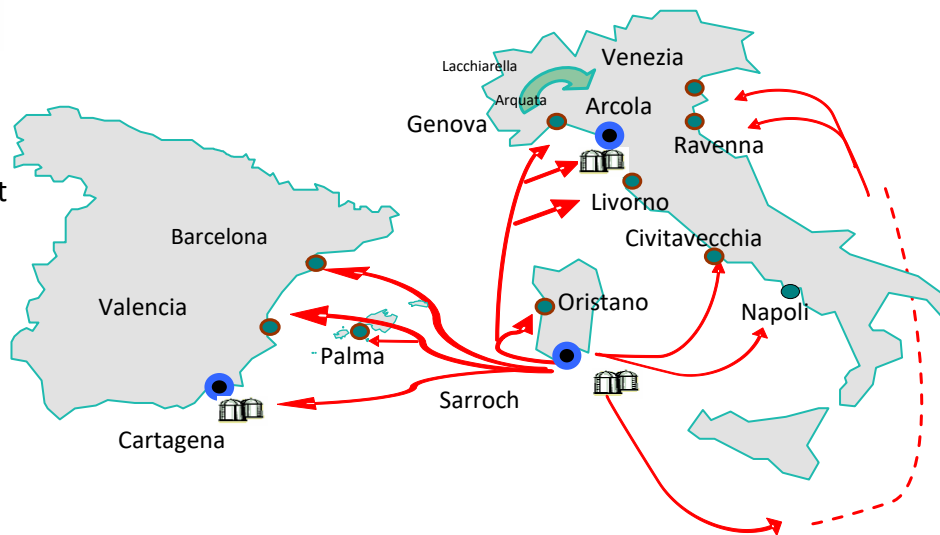 Venezia
Lacchiarella
Arquata
Arcola
Genova
Ravenna
t
Livorno
Barcelona
Civitavecchia
Valencia
Oristano
Napoli
Palma
Sarroch
Cartagena